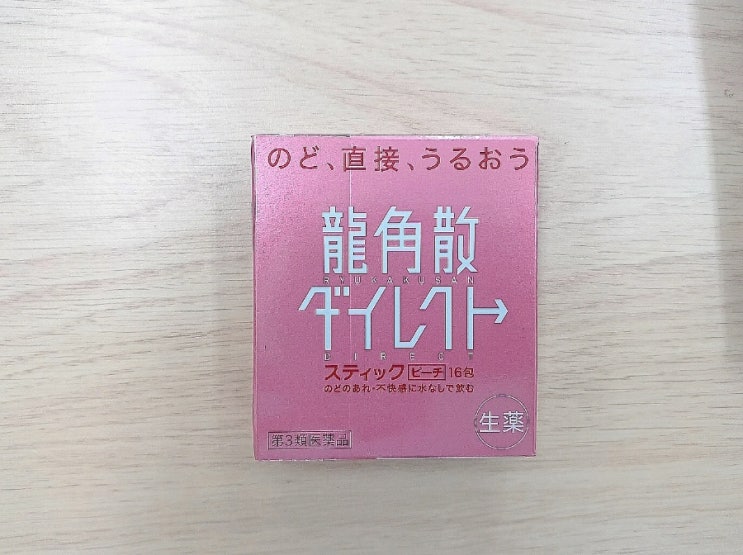 のど、直接、うるおう
龍角散
RYUKAKUSAN
ダイレクト
DIRECT
スティック ピーチ 16包
のどのあれ・不快感に水なしで飲む
生薬
第3類医薬品